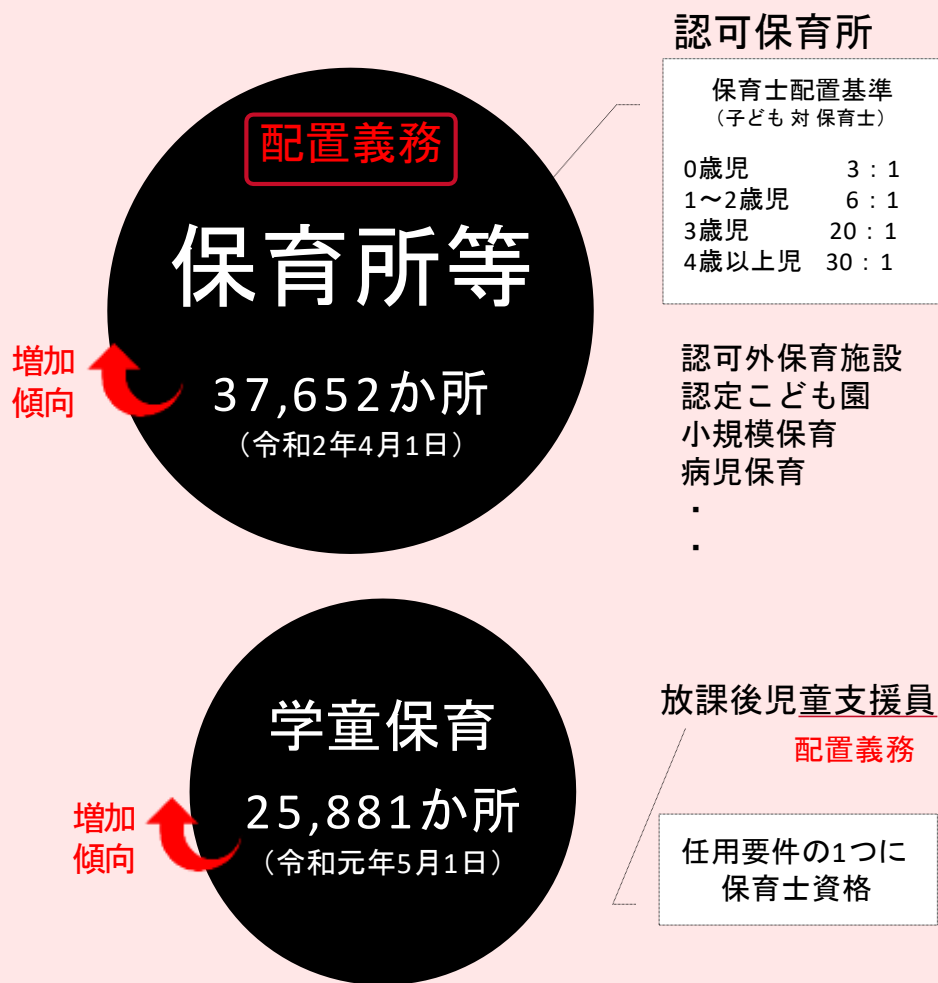 認可保育所
保育士配置基準
（子ども 対 保育士）
0歳児 3：1
1～2歳児 6：1
3歳児 20：1
4歳以上児 30：1
配置義務
保育所等
37,652か所
（令和2年4月1日）
増加
傾向
認可外保育施設
認定こども園
小規模保育
病児保育
・
・
学童保育
25,881か所
（令和元年5月1日）
増加
傾向
放課後児童支援員
配置義務
任用要件の1つに
保育士資格